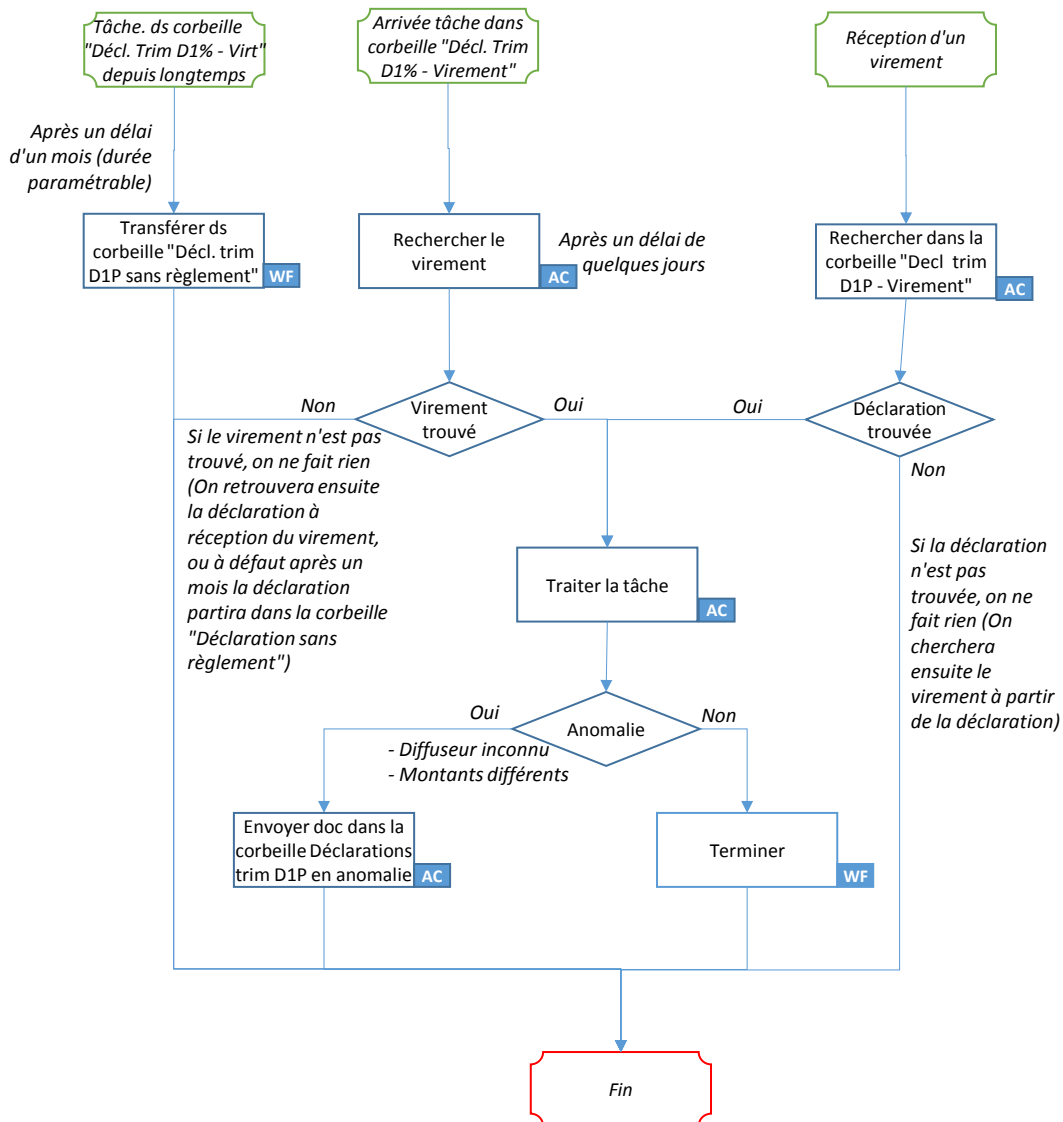 Tâche. ds corbeille
"Décl. Trim D1% - Virt"
depuis longtemps
Arrivée tâche dans
corbeille "Décl. Trim
D1% - Virement"
Réception d'un
virement
Après un délai
d'un mois (durée
paramétrable)
Transférer ds
corbeille "Décl. trim
D1P sans règlement"
WF
Rechercher le
virement
AC
Après un délai de
quelques jours
Rechercher dans la
corbeille "Decl trim
D1P - Virement"
AC
Non
Virement
trouvé
Oui
Oui
Déclaration
trouvée
Non
Si le virement n'est pas
trouvé, on ne fait rien
(On retrouvera ensuite
la déclaration à
réception du virement,
ou à défaut après un
mois la déclaration
partira dans la corbeille
"Déclaration sans
règlement")
Traiter la tâche
AC
Si la déclaration
n'est pas
trouvée, on ne
fait rien (On
cherchera
ensuite le
virement à partir
de la déclaration)
Oui
Anomalie
Non
- Diffuseur inconnu
- Montants différents
Envoyer doc dans la
corbeille Déclarations
trim D1P en anomalie
AC
Terminer
WF
Fin